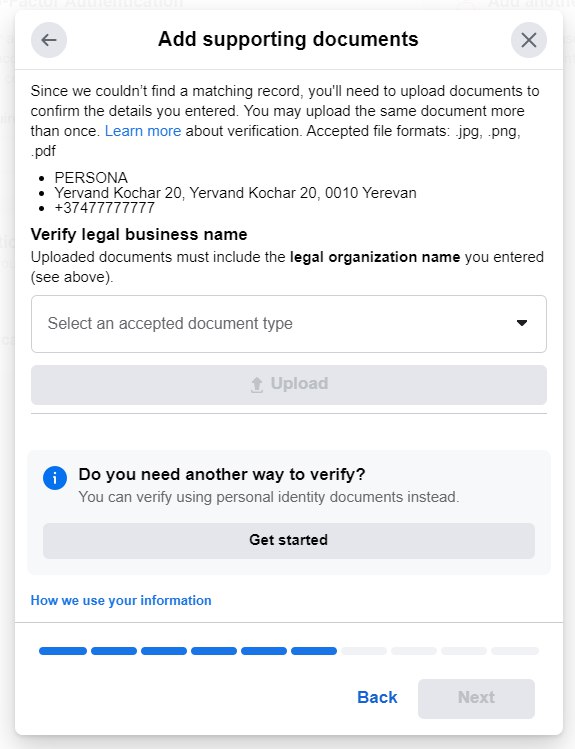 Add supporting documents
Since we couldn't find a matching record, you'll need to upload documents to
confirm the details you entered. You may upload the same document more
than once. Learn more about verification. Accepted file formats: .jpg, .png,
.pdf
• PERSONA
• Yervand Kochar 20, Yervand Kochar 20, 0010 Yerevan
• +37477777777
Verify legal business name
Uploaded documents must include the legal organization name you entered
(see above).
Select an accepted document type
Upload
Do you need another way to verify?
You can verify using personal identity documents instead.
Get started
How we use your information
Back
Next